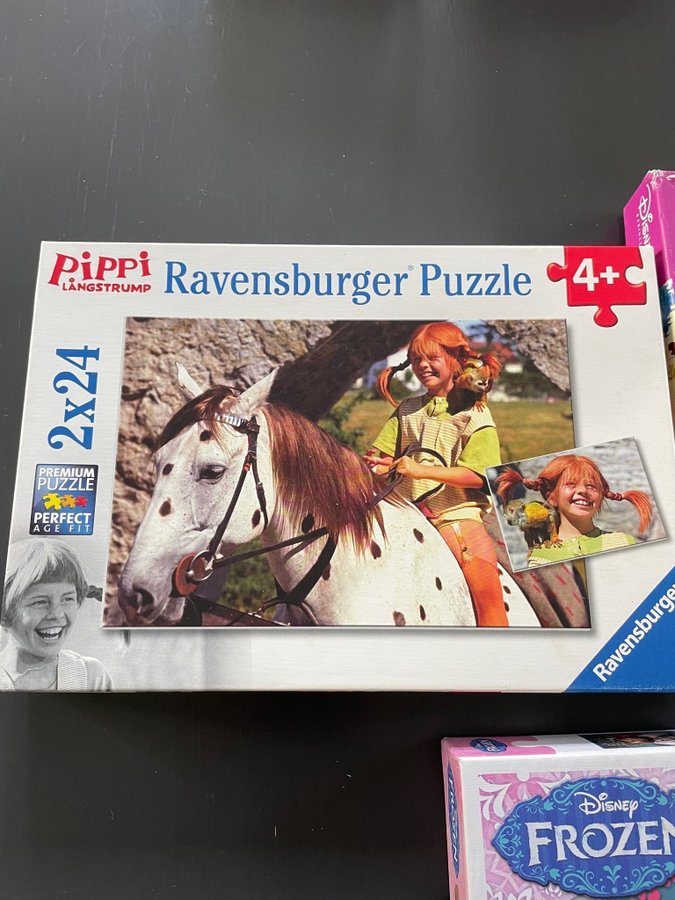 PiPPi
LÅNGSTRUMP
Ravensburger® Puzzle
4+
2x24
PREMIUM
PUZZLE
PERFECT
AGE FIT
Ravensburger
Disney
FROZEN